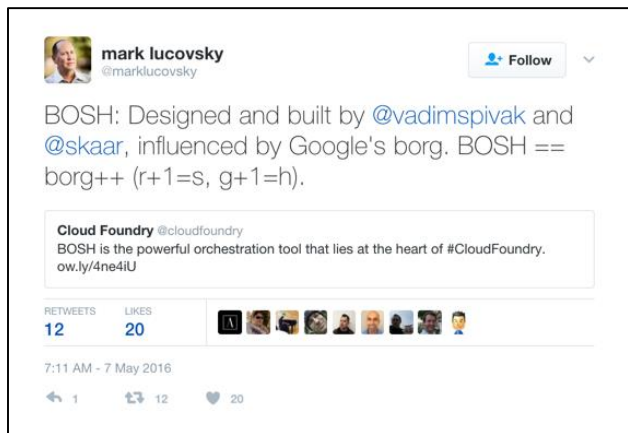 mark lucovsky
@marklucovsky
Follow
BOSH: Designed and built by @vadimspivak and
@skaar, influenced by Google's borg. BOSH ==
borg++ (r+1=s, g+1=h).
Cloud Foundry @cloudfoundry
BOSH is the powerful orchestration tool that lies at the heart of #CloudFoundry.
ow.ly/4ne4iU
RETWEETS LIKES
12 20
7:11 AM - 7 May 2016
1 12 20